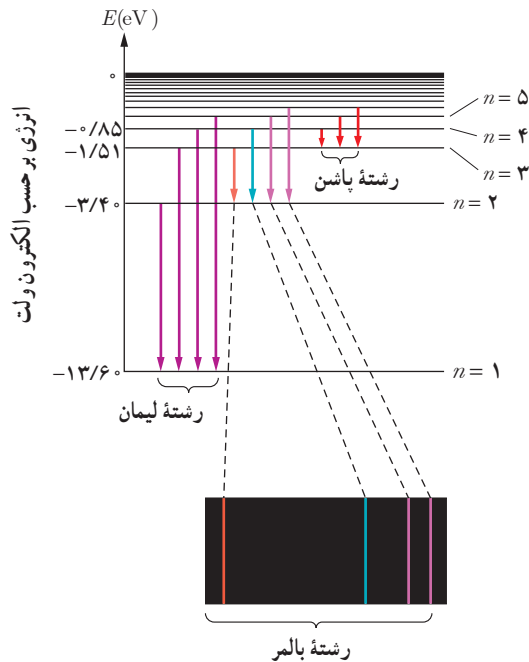 E(eV)
انرژی برحسب الکترون ولت
۰
n = ۵
−۰/۸۵
n = ۴
−۱/۵۱
n = ۳
رشتهٔ پاشن
−۳/۴۰
n = ۲
−۱۳/۶۰
n = ۱
رشتهٔ لیمان
رشتهٔ بالمر